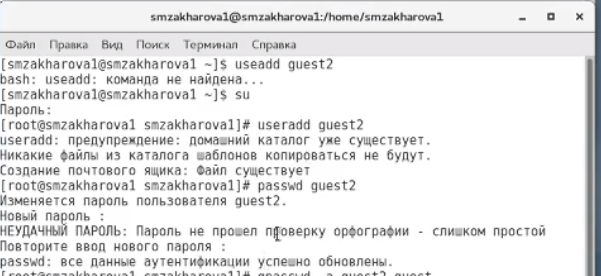 smzakharova1@smzakharova1:/home/smzakharova1
Файл Правка Вид Поиск Терминал Справка
[smzakharova1@smzakharova1 ~]$ useadd guest2
bash: useadd: команда не найдена...
[smzakharova1@smzakharova1 ~]$ su
Пароль:
[root@smzakharova1 smzakharova1]# useradd guest2
useradd: предупреждение: домашний каталог уже существует.
Никакие файлы из каталога шаблонов копироваться не будут.
Создание почтового ящика: Файл существует
[root@smzakharova1 smzakharova1]# passwd guest2
Изменяется пароль пользователя guest2.
Новый пароль :
НЕУДАЧНЫЙ ПАРОЛЬ: Пароль не прошел проверку орфографии - слишком простой
Повторите ввод нового пароля :
passwd: все данные аутентификации успешно обновлены.
[root@smzakharova1 smzakharova1]# gpasswd -a guest2 guest